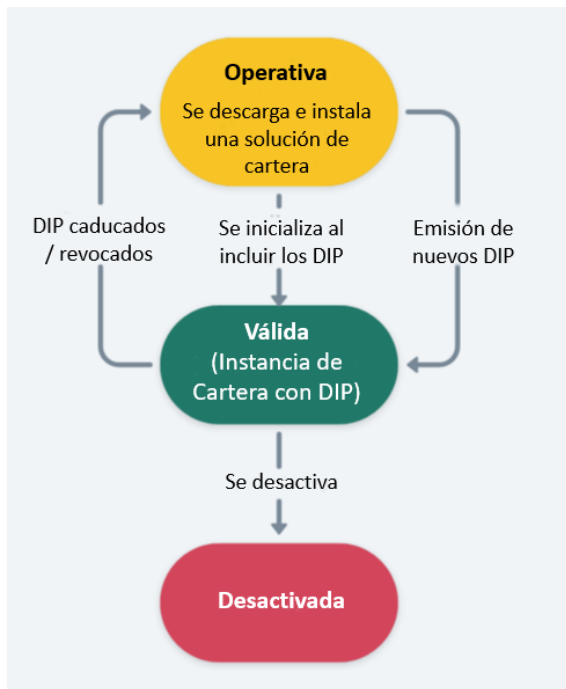 Operativa
Se descarga e instala
una solución de
cartera
DIP caducados
/ revocados
Se inicializa al
incluir los DIP
Emisión de
nuevos DIP
Válida
(Instancia de
Cartera con DIP)
Se desactiva
Desactivada